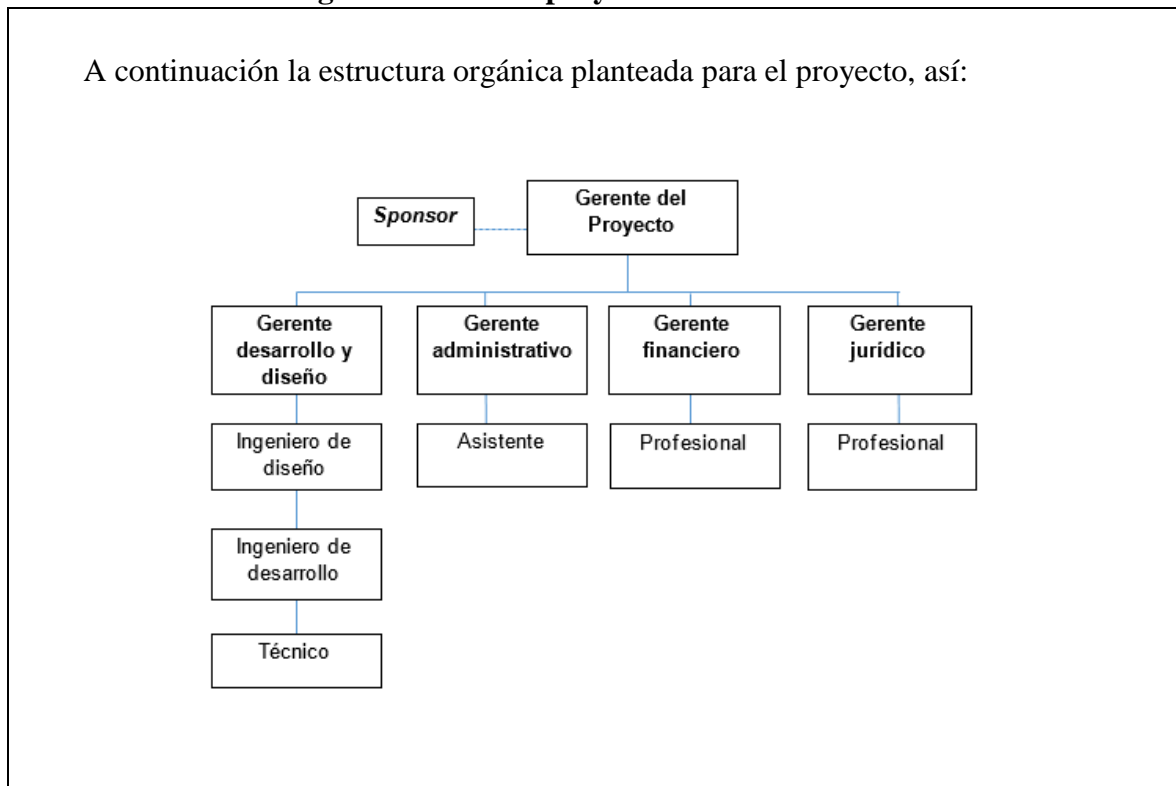 A continuación la estructura orgánica planteada para el proyecto, así:
Sponsor
Gerente del
Proyecto
Gerente
desarrollo y
diseño
Gerente
administrativo
Gerente
financiero
Gerente
jurídico
Ingeniero de
diseño
Asistente
Profesional
Profesional
Ingeniero de
desarrollo
Técnico